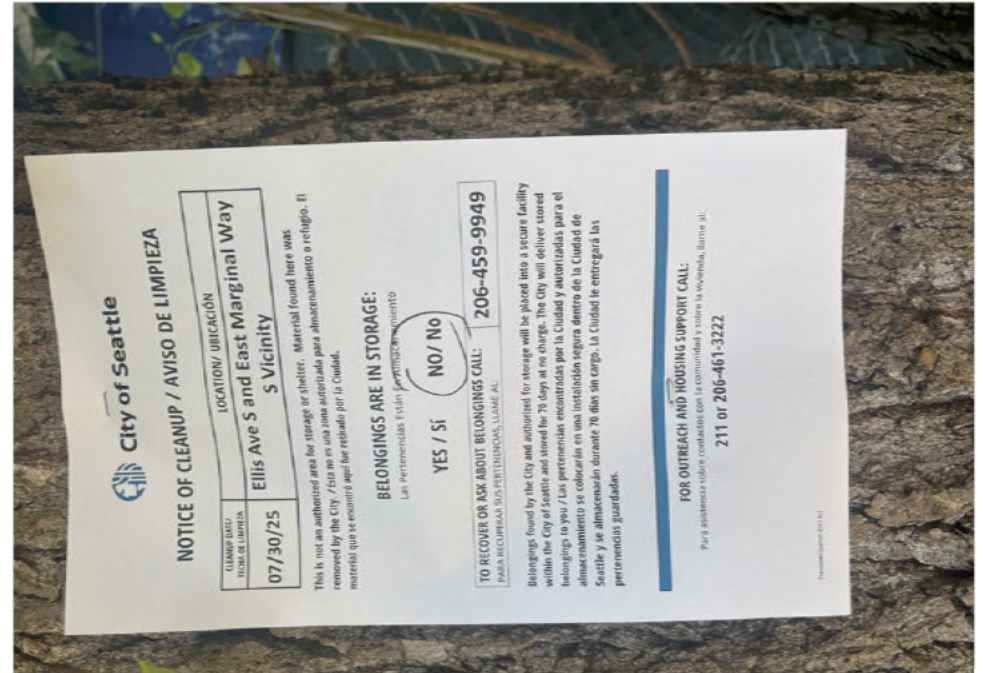 City of Seattle
NOTICE OF CLEANUP / AVISO DE LIMPIEZA
CLEANUP DATE/
FECHA DE LIMPIEZA
LOCATION/ UBICACIÓN
07/30/25
Ellis Ave S and East Marginal Way
S Vicinity
This is not an authorized area for storage or shelter. Material found here was
removed by the City. / Esta no es una zona autorizada para almacenamiento o refugio. El
material que se encontró aquí fue retirado por la Ciudad.
BELONGINGS ARE IN STORAGE:
Las Pertenencias Están En Almacenamiento
YES / SÍ NO/ No
TO RECOVER OR ASK ABOUT BELONGINGS CALL:
PARA RECUPERAR SUS PERTENENCIAS, LLAME AL:
206-459-9949
Belongings found by the City and authorized for storage will be placed into a secure facility
within the City of Seattle and stored for 70 days at no charge. The City will deliver stored
belongings to you / Las pertenencias encontradas por la Ciudad y autorizadas para el
almacenamiento se colocarán en una instalación segura dentro de la Ciudad de
Seattle y se almacenarán durante 70 días sin cargo. La Ciudad le entregará las
pertenencias guardadas.
FOR OUTREACH AND HOUSING SUPPORT CALL:
Para asistencia sobre contactos con la comunidad y sobre la vivienda, llame al:
211 or 206-461-3222